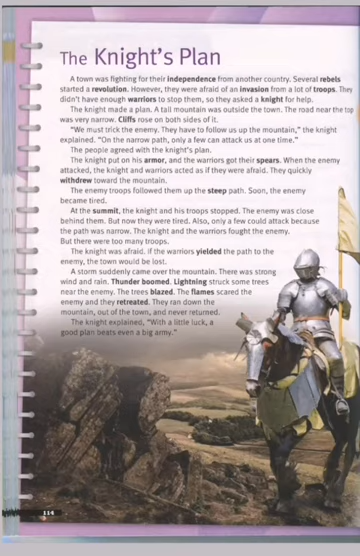 The Knight's Plan
A town was fighting for their independence from another country. Several rebels
started a revolution. However, they were afraid of an invasion from a lot of troops. They
didn't have enough warriors to stop them, so they asked a knight for help.
The knight made a plan. A tall mountain was outside the town. The road near the top
was very narrow. Cliffs rose on both sides of it.
"We must trick the enemy. They have to follow us up the mountain," the knight
explained. "On the narrow path, only a few can attack us at one time."
The people agreed with the knight's plan.
The knight put on his armor, and the warriors got their spears. When the enemy
attacked, the knight and warriors acted as if they were afraid. They quickly
withdrew toward the mountain.
The enemy troops followed them up the steep path. Soon, the enemy
became tired.
At the summit, the knight and his troops stopped. The enemy was close
behind them. But now they were tired. Also, only a few could attack because
the path was narrow. The knight and the warriors fought the enemy.
But there were too many troops.
The knight was afraid. If the warriors yielded the path to the
enemy, the town would be lost.
A storm suddenly came over the mountain. There was strong
wind and rain. Thunder boomed. Lightning struck some trees
near the enemy. The trees blazed. The flames scared the
enemy and they retreated. They ran down the
mountain, out of the town, and never returned.
The knight explained, "With a little luck, a
good plan beats even a big army."
114